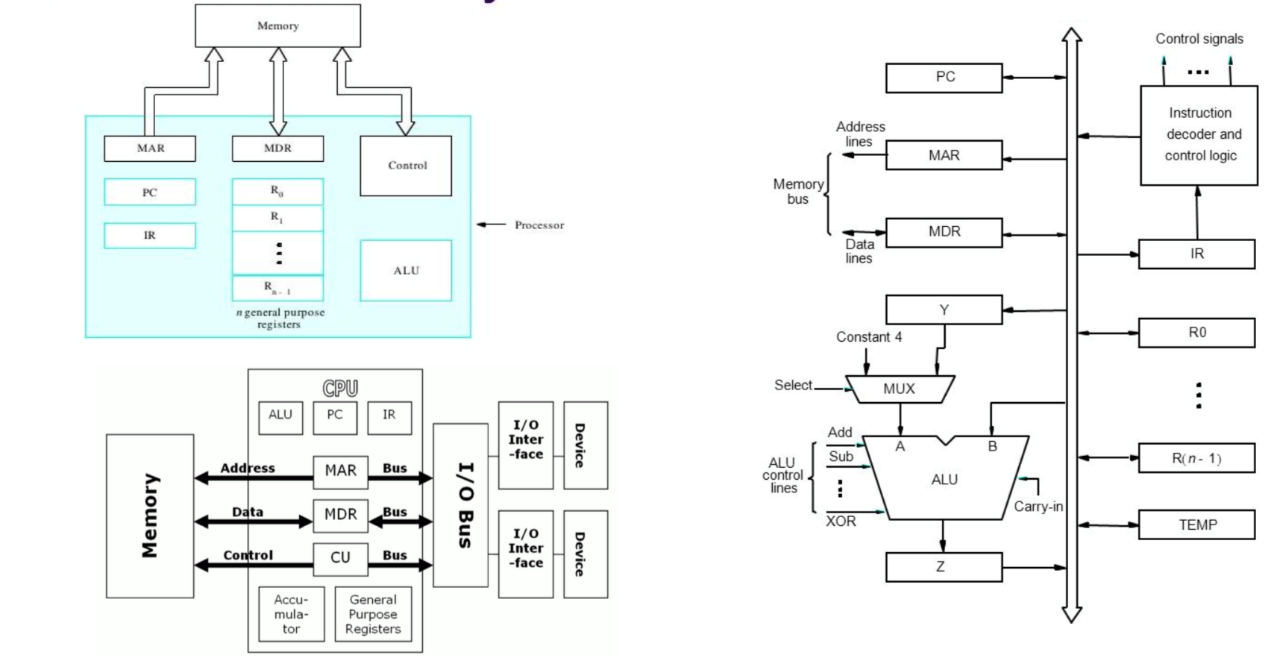 Memory
MAR
MDR
Control
PC
R0
R1
IR
Processor
ALU
Rn - 1
n general purpose
registers
CPU
ALU
PC
IR
Memory
Address
MAR
Bus
Data
MDR
Bus
Control
CU
Bus
I/O Bus
I/O
Inter
-face
Device
I/O
Inter
-face
Device
Accu-
mula-
tor
General
Purpose
Registers
Control signals
PC
Instruction
decoder and
control logic
Address
lines
MAR
Memory
bus
MDR
Data
lines
IR
Y
Constant 4
R0
Select
MUX
Add
Sub
A
B
ALU
control
lines
ALU
R(n - 1)
XOR
Carry-in
TEMP
Z